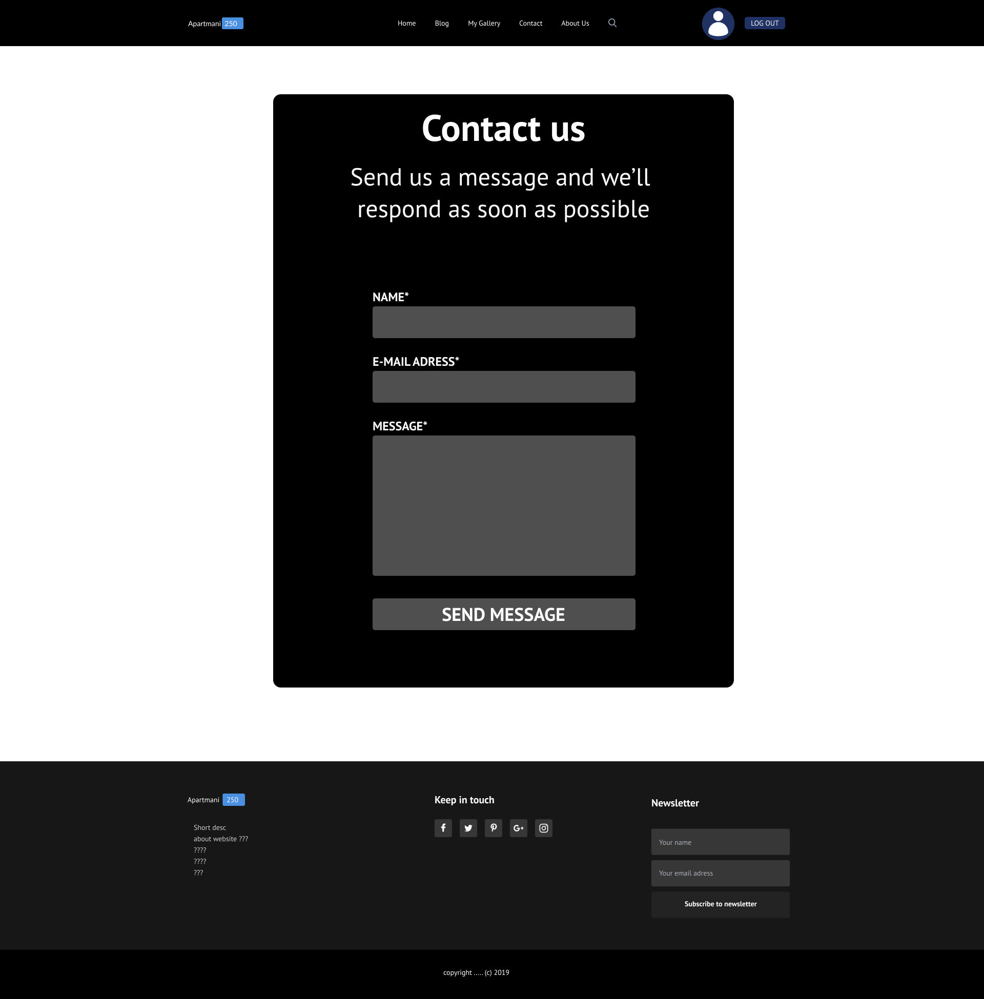 Apartmani 250
Home Blog My Gallery Contact About Us
LOG OUT
Contact us
Send us a message and we’ll
respond as soon as possible
NAME*
E-MAIL ADRESS*
MESSAGE*
SEND MESSAGE
Apartmani 250
Short desc
about website ???
????
????
???
Keep in touch
Newsletter
Your name
Your email adress
Subscribe to newsletter
copyright ..... (c) 2019